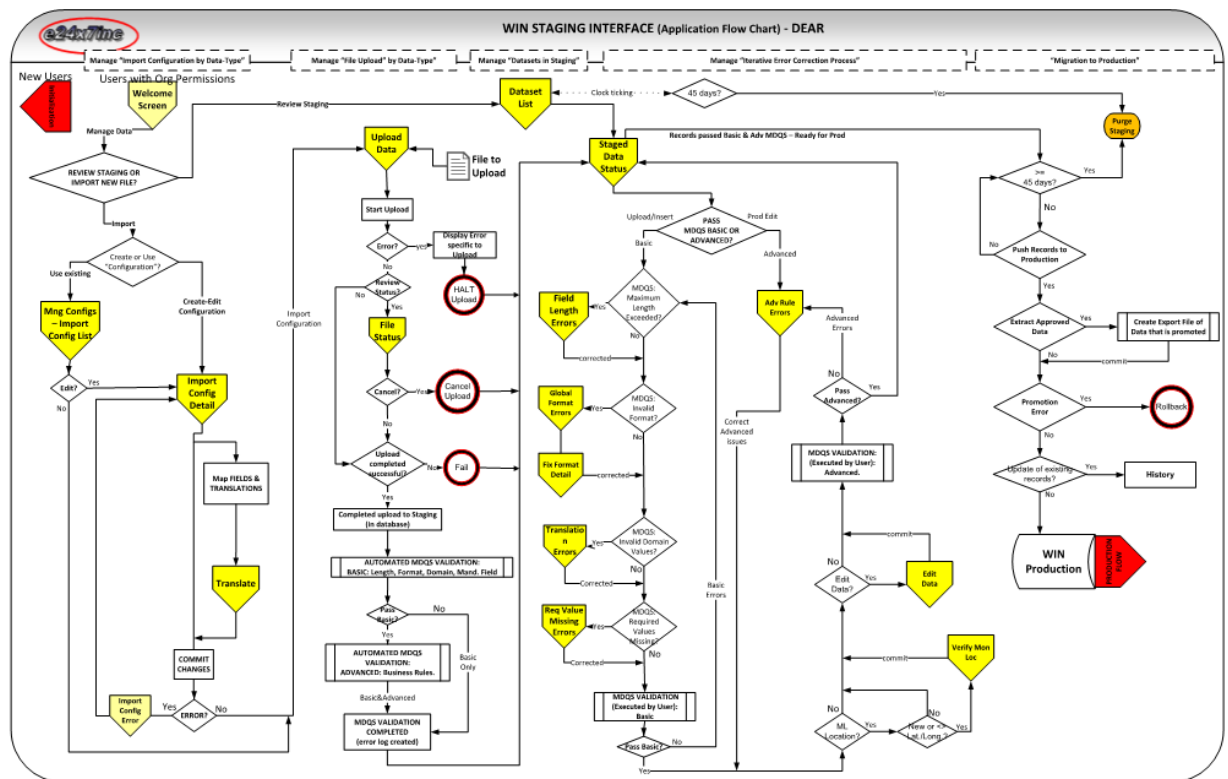 e24x7inc
WIN STAGING INTERFACE (Application Flow Chart) - DEAR
Manage "Import Configuration by Data-Type"
Manage "File Upload" by Data-Type
Manage "Datasets in Staging"
Manage "Iterative Error Correction Process"
"Migration to Production"
New Users
Users with Org Permissions
Welcome
Screen
Manage Data
REVIEW STAGING OR
IMPORT NEW FILE?
Review Staging
Import
Create or Use
"Configuration"?
Use existing
Create-Edit
Configuration
Mng Configs
– Import
Config List
Edit?
Yes
No
Import
Config
Detail
Map FIELDS &
TRANSLATIONS
Translate
COMMIT
CHANGES
ERROR?
Yes
No
Import
Config
Error
Import
Configuration
Upload
Data
File to
Upload
Start Upload
Error?
yes
Display Error
specific to
Upload
HALT
Upload
No
Review
Status?
No
Yes
File
Status
Cancel?
Yes
Cancel
Upload
No
Upload
completed
successful?
No
Fail
Yes
Completed upload to Staging
(in database)
AUTOMATED MDQS VALIDATION:
BASIC: Length, Format, Domain, Mand. Field
Pass
Basic?
No
Yes
AUTOMATED MDQS
VALIDATION:
ADVANCED: Business Rules.
Basic
Only
Basic&Advanced
MDQS VALIDATION
COMPLETED
(error log created)
Dataset
List
Clock ticking
45 days?
Yes
Staged
Data
Status
Records passed Basic & Adv MDQS – Ready for Prod
Upload/Insert
Prod Edit
PASS
MDQS BASIC OR
ADVANCED?
Basic
Advanced
MDQS:
Maximum
Length
Exceeded?
Yes
Field
Length
Errors
No
corrected
MDQS:
Invalid
Format?
Yes
Global
Format
Errors
No
Fix Format
Detail
corrected
MDQS:
Invalid Domain
Values?
Yes
Translatio
n
Errors
No
Corrected
MDQS:
Required
Values
Missing?
Yes
Req Value
Missing
Errors
No
Corrected
MDQS VALIDATION
(Executed by User):
Basic
Pass Basic?
No
Yes
Basic
Errors
Adv Rule
Errors
Advanced
Errors
Correct
Advanced
Issues
No
Yes
Pass
Advanced?
MDQS VALIDATION:
(Executed by User):
Advanced.
commit
No
Edit
Data?
Yes
Edit
Data
commit
Verify Mon
Loc
No
ML
Location?
Yes
No
New or <>
Lat./Long.?
Yes
Purge
Staging
>=
45 days?
Yes
No
No
Push Records to
Production
Yes
Extract Approved
Data
Yes
Create Export File of
Data that is promoted
No
commit
Promotion
Error
Yes
Rollback
No
Update of existing
records?
Yes
History
No
WIN
Production
PRODUCTION
FLOW